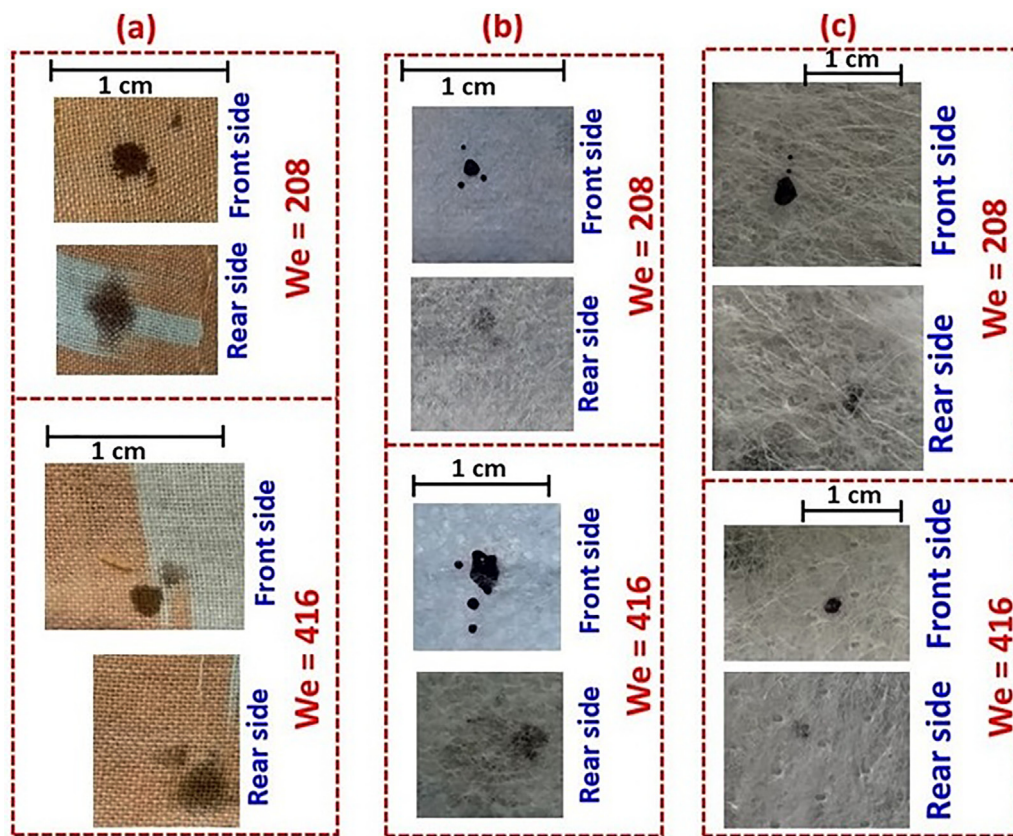 (a)
1 cm
Front side
Rear side
We = 208
1 cm
Front side
Rear side
We = 416
(b)
1 cm
Front side
Rear side
We = 208
1 cm
Front side
Rear side
We = 416
(c)
1 cm
Front side
Rear side
We = 208
1 cm
Front side
Rear side
We = 416